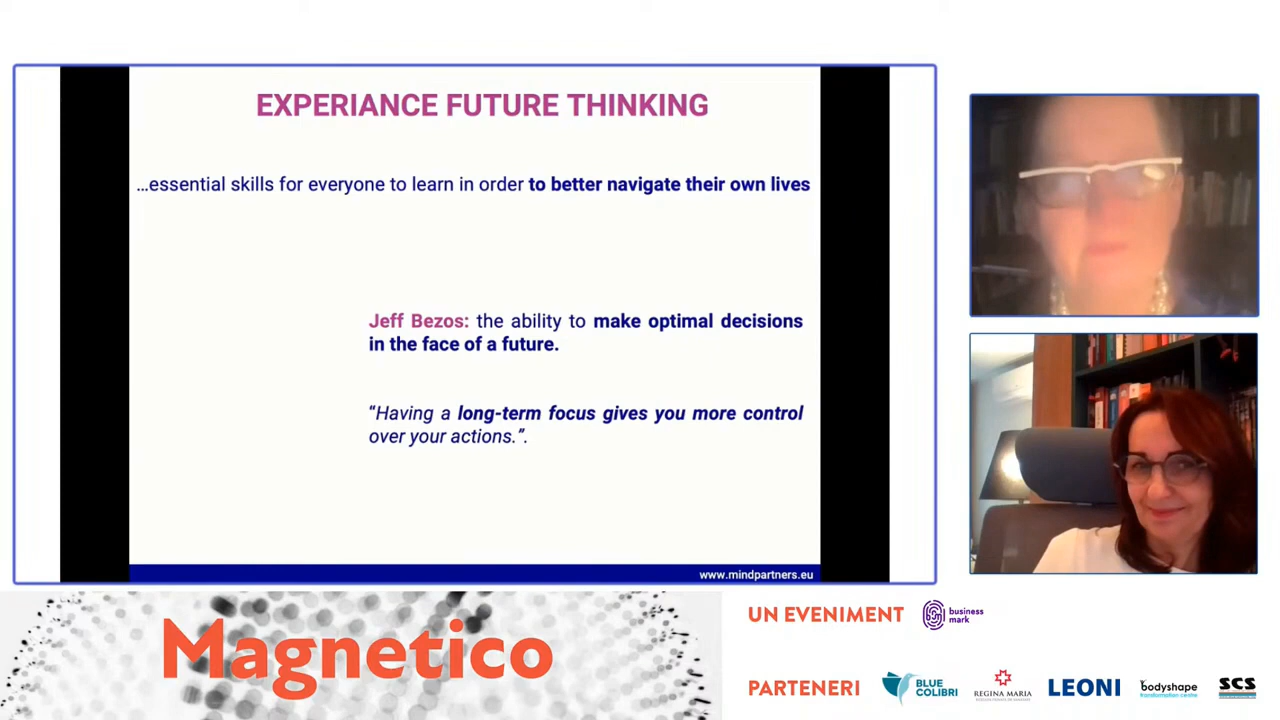 EXPERIANCE FUTURE THINKING
...essential skills for everyone to learn in order to better navigate their own lives
Jeff Bezos: the ability to make optimal decisions
in the face of a future.
“Having a long-term focus gives you more control
over your actions.”.
www.mindpartners.eu
Magnetico
UN EVENIMENT
business
mark
PARTENERI
BLUE
COLIBRI
REGINA MARIA
LEONI
bodyshape
transformation centre
SCS